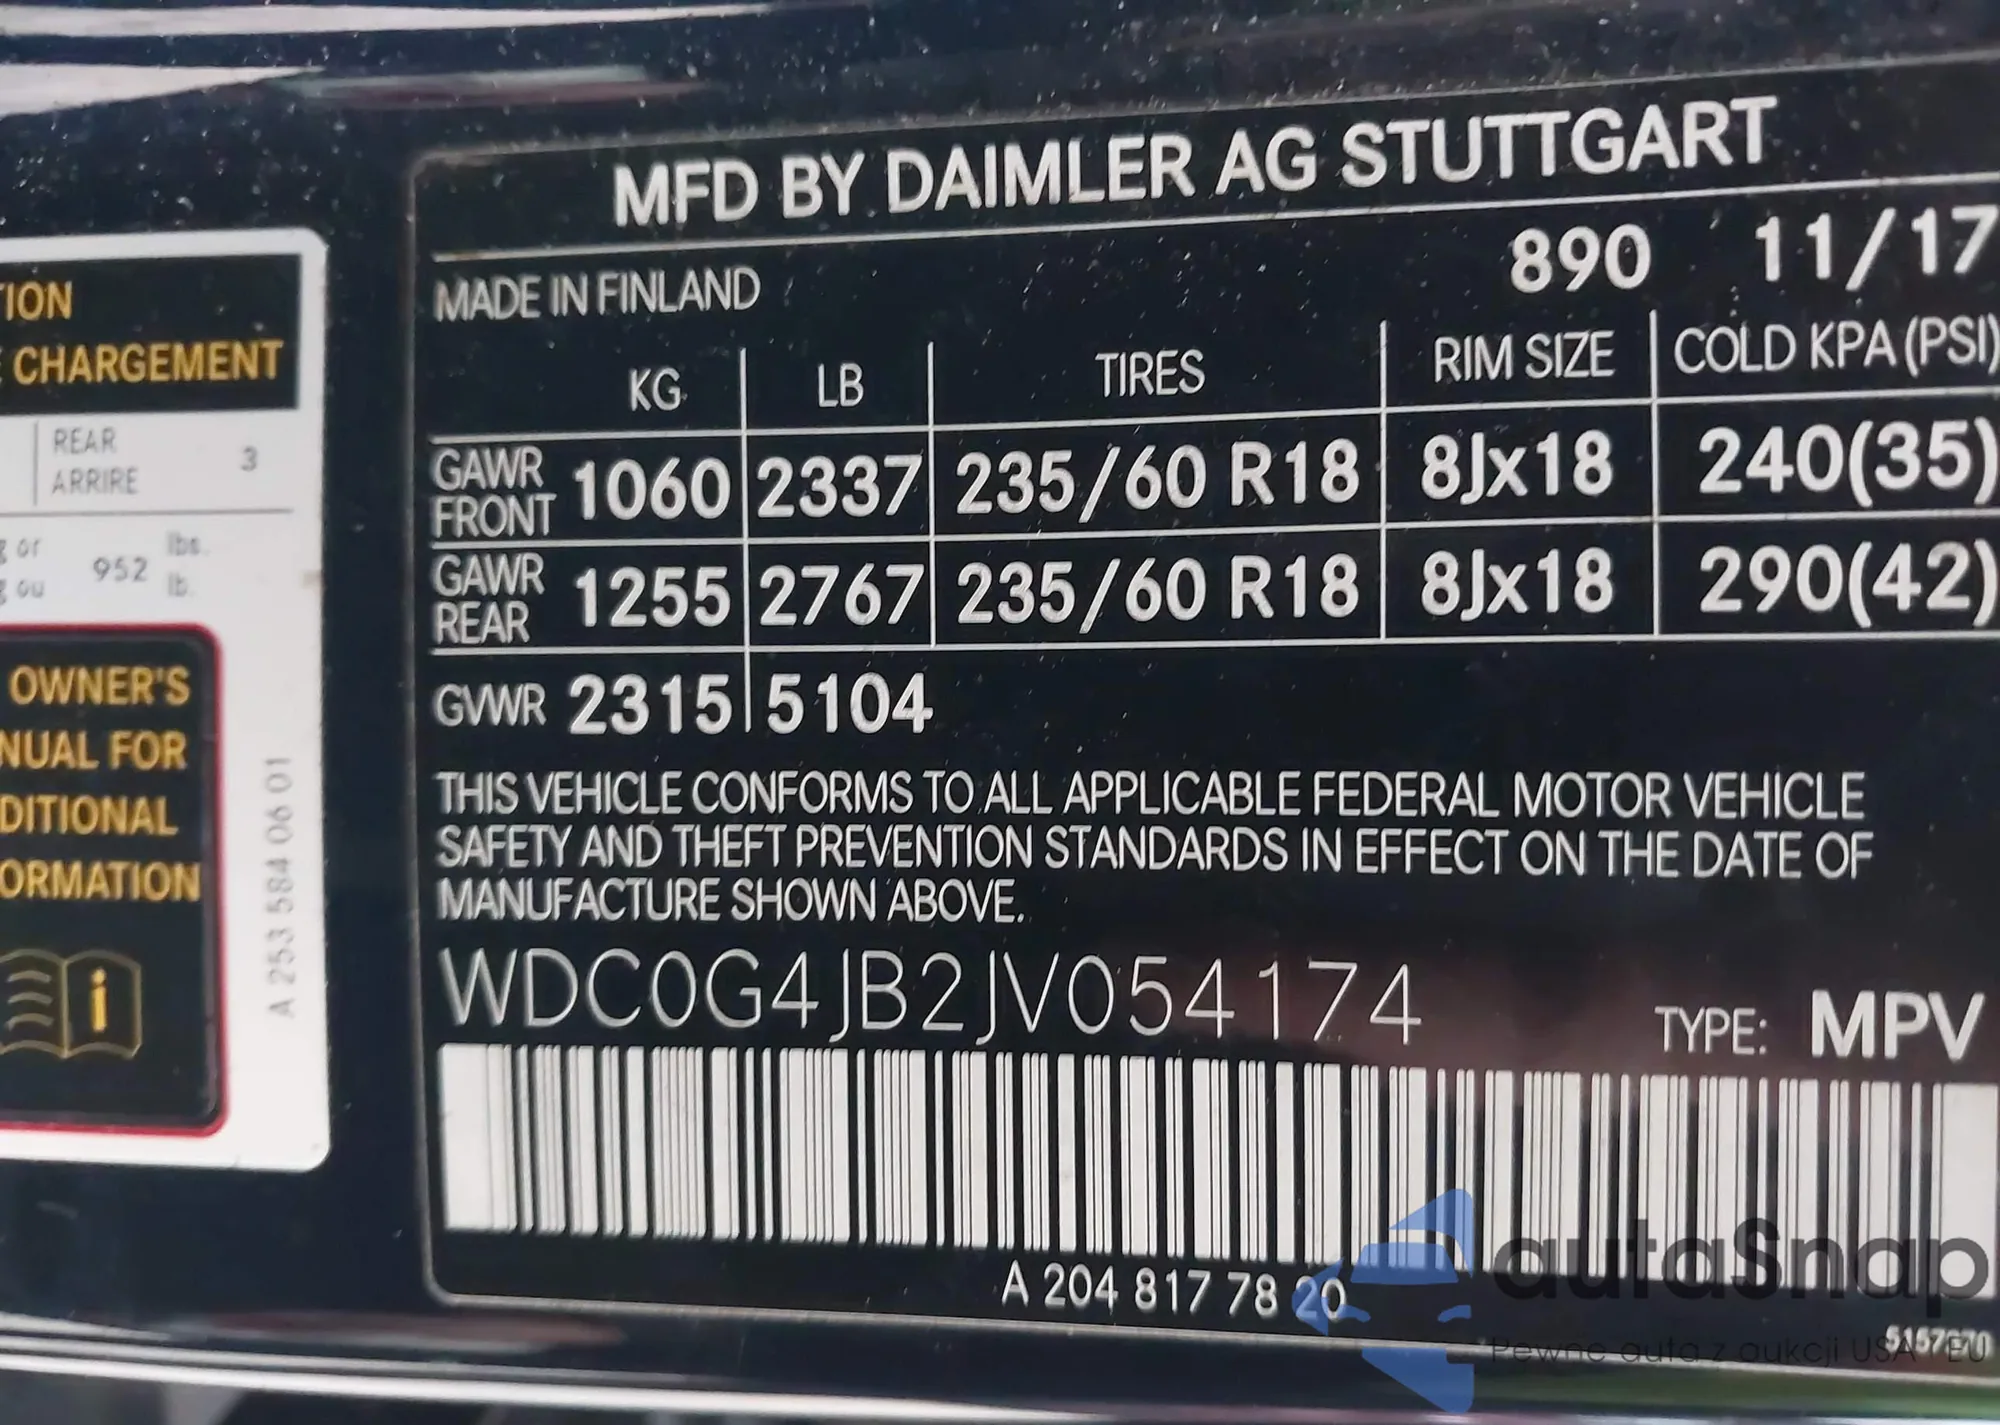 TION
E CHARGEMENT
REAR
ARRIRE
3
g or
g ou
952
lbs.
lb.
OWNER'S
NUAL FOR
DITIONAL
ORMATION
i
A 253 584 06 01
MFD BY DAIMLER AG STUTTGART
MADE IN FINLAND 890 11/17
KG LB TIRES RIM SIZE COLD KPA (PSI)
GAWR FRONT 1060 2337 235/60 R18 8Jx18 240(35)
GAWR REAR 1255 2767 235/60 R18 8Jx18 290(42)
GVWR 2315 5104
THIS VEHICLE CONFORMS TO ALL APPLICABLE FEDERAL MOTOR VEHICLE
SAFETY AND THEFT PREVENTION STANDARDS IN EFFECT ON THE DATE OF
MANUFACTURE SHOWN ABOVE.
WDC0G4JB2JV054174
TYPE: MPV
A 204 817 78 20
autaSnap
Pewne auta z aukcji USA i EU